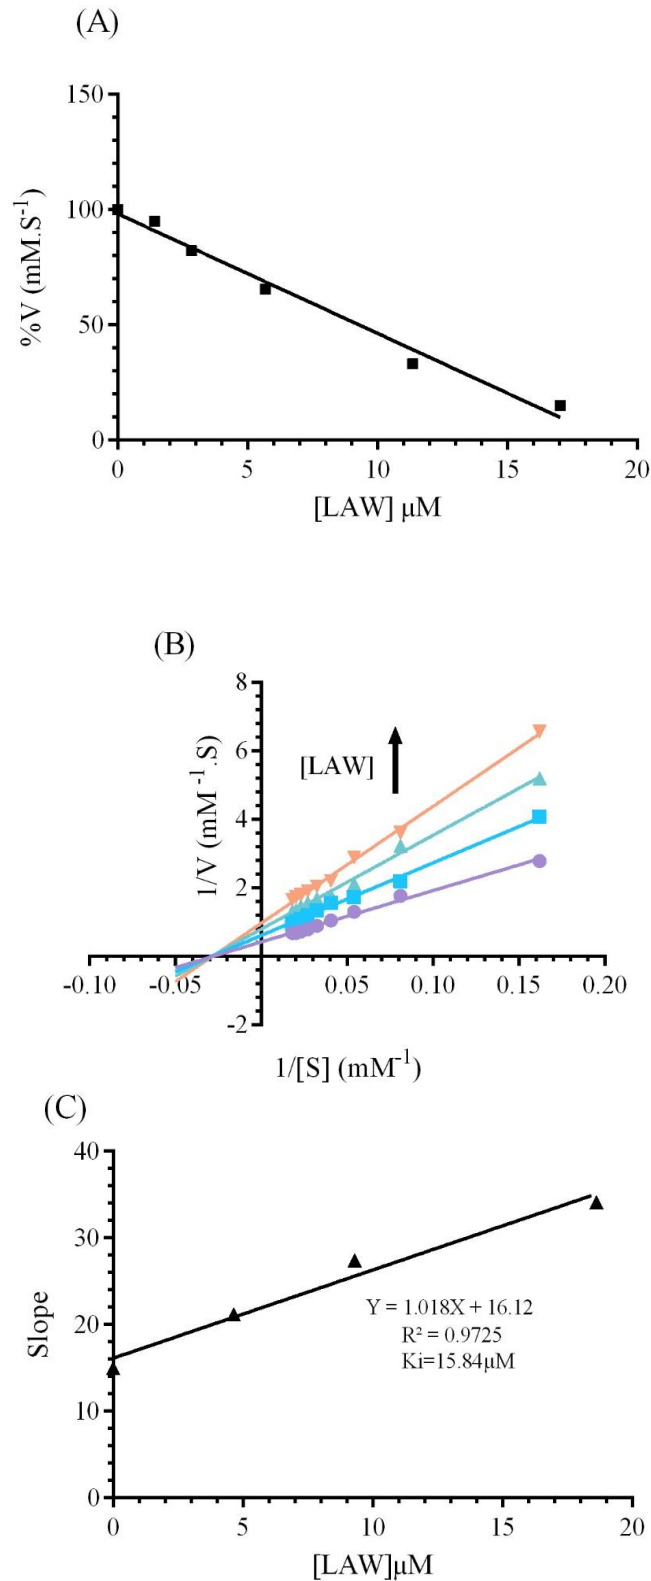 (A)
150
100
50
0
%V (mM.S⁻¹)
0 5 10 15 20
[LAW] μM
(B)
8
6
4
2
-2
1/V (mM⁻¹.S)
[LAW]
-0.10 -0.05 0.05 0.10 0.15 0.20
1/[S] (mM⁻¹)
(C)
40
30
20
10
0
Slope
Y = 1.018X + 16.12
R² = 0.9725
Ki=15.84μM
0 5 10 15 20
[LAW]μM